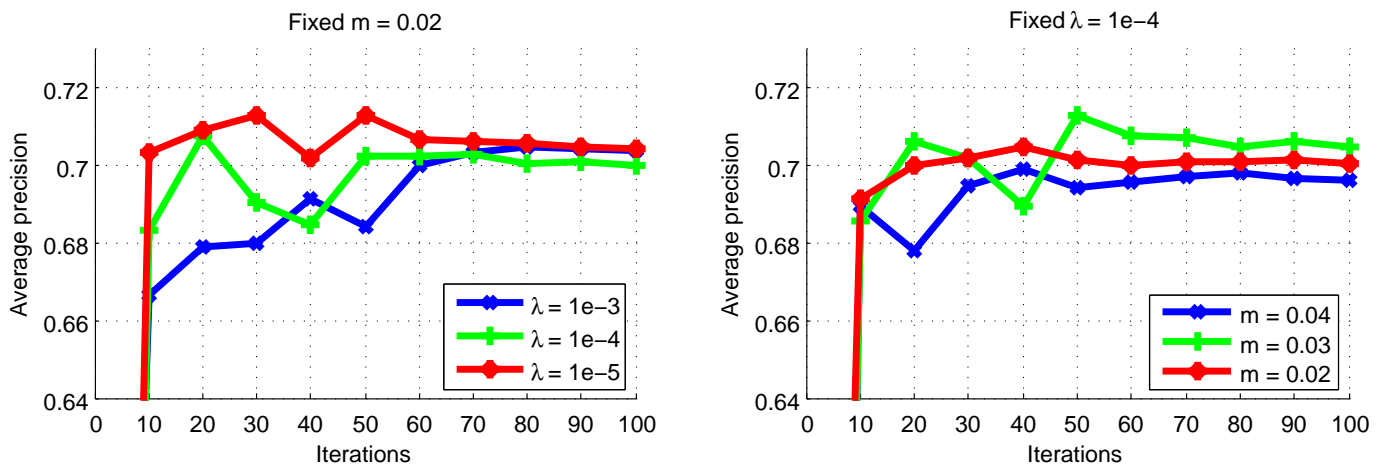 Fixed m = 0.02
Average precision
0.72
0.7
0.68
0.66
0.64
0 10 20 30 40 50 60 70 80 90 100
Iterations
λ = 1e−3
λ = 1e−4
λ = 1e−5
Fixed λ = 1e−4
Average precision
0.72
0.7
0.68
0.66
0.64
0 10 20 30 40 50 60 70 80 90 100
Iterations
m = 0.04
m = 0.03
m = 0.02